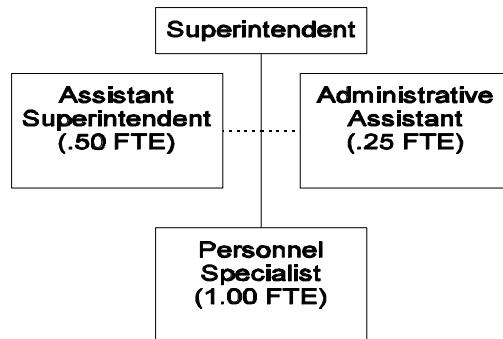 Superintendent
Assistant
Superintendent
(.50 FTE)
Administrative
Assistant
(.25 FTE)
Personnel
Specialist
(1.00 FTE)